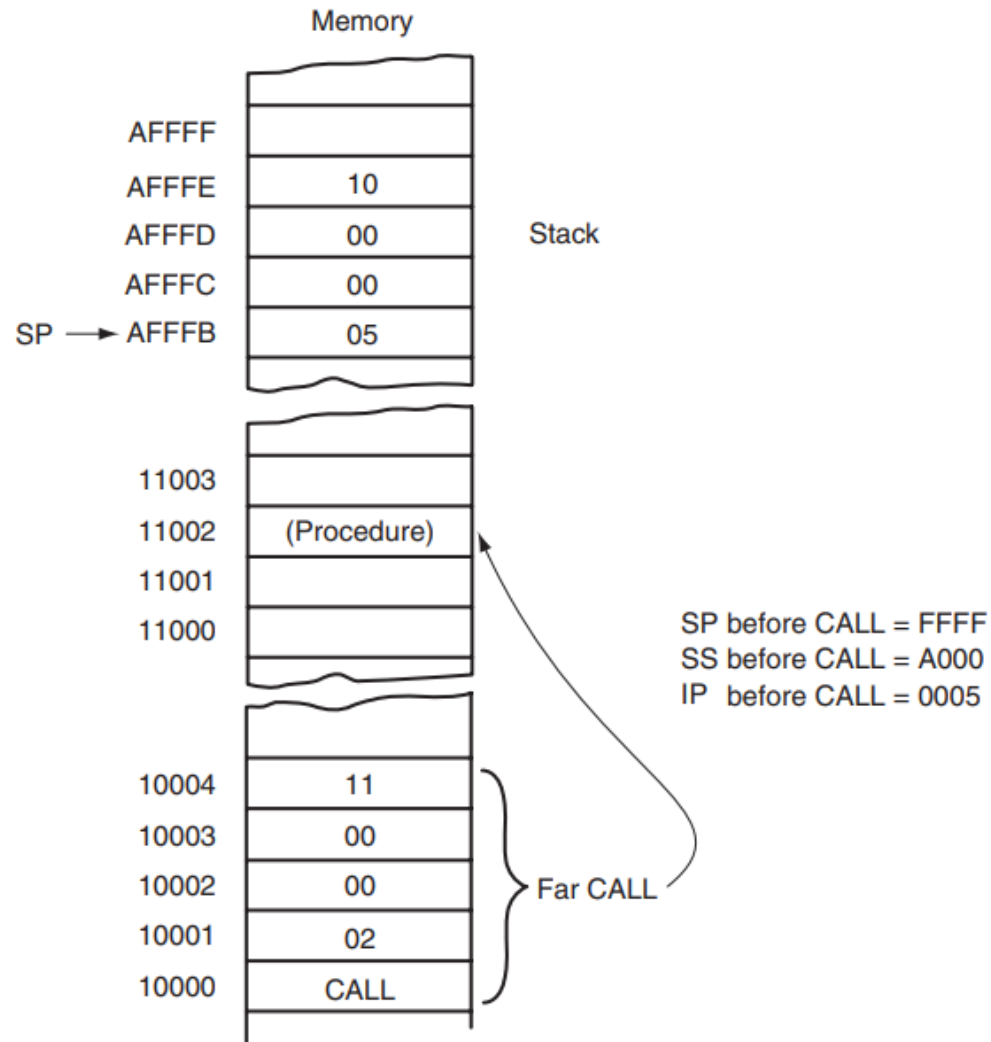 Memory
AFFFF
AFFFE 10
AFFFD 00 Stack
AFFFC 00
SP AFFFB 05
11003
11002 (Procedure)
11001
11000
SP before CALL = FFFF
SS before CALL = A000
IP before CALL = 0005
10004 11
10003 00
10002 00 Far CALL
10001 02
10000 CALL